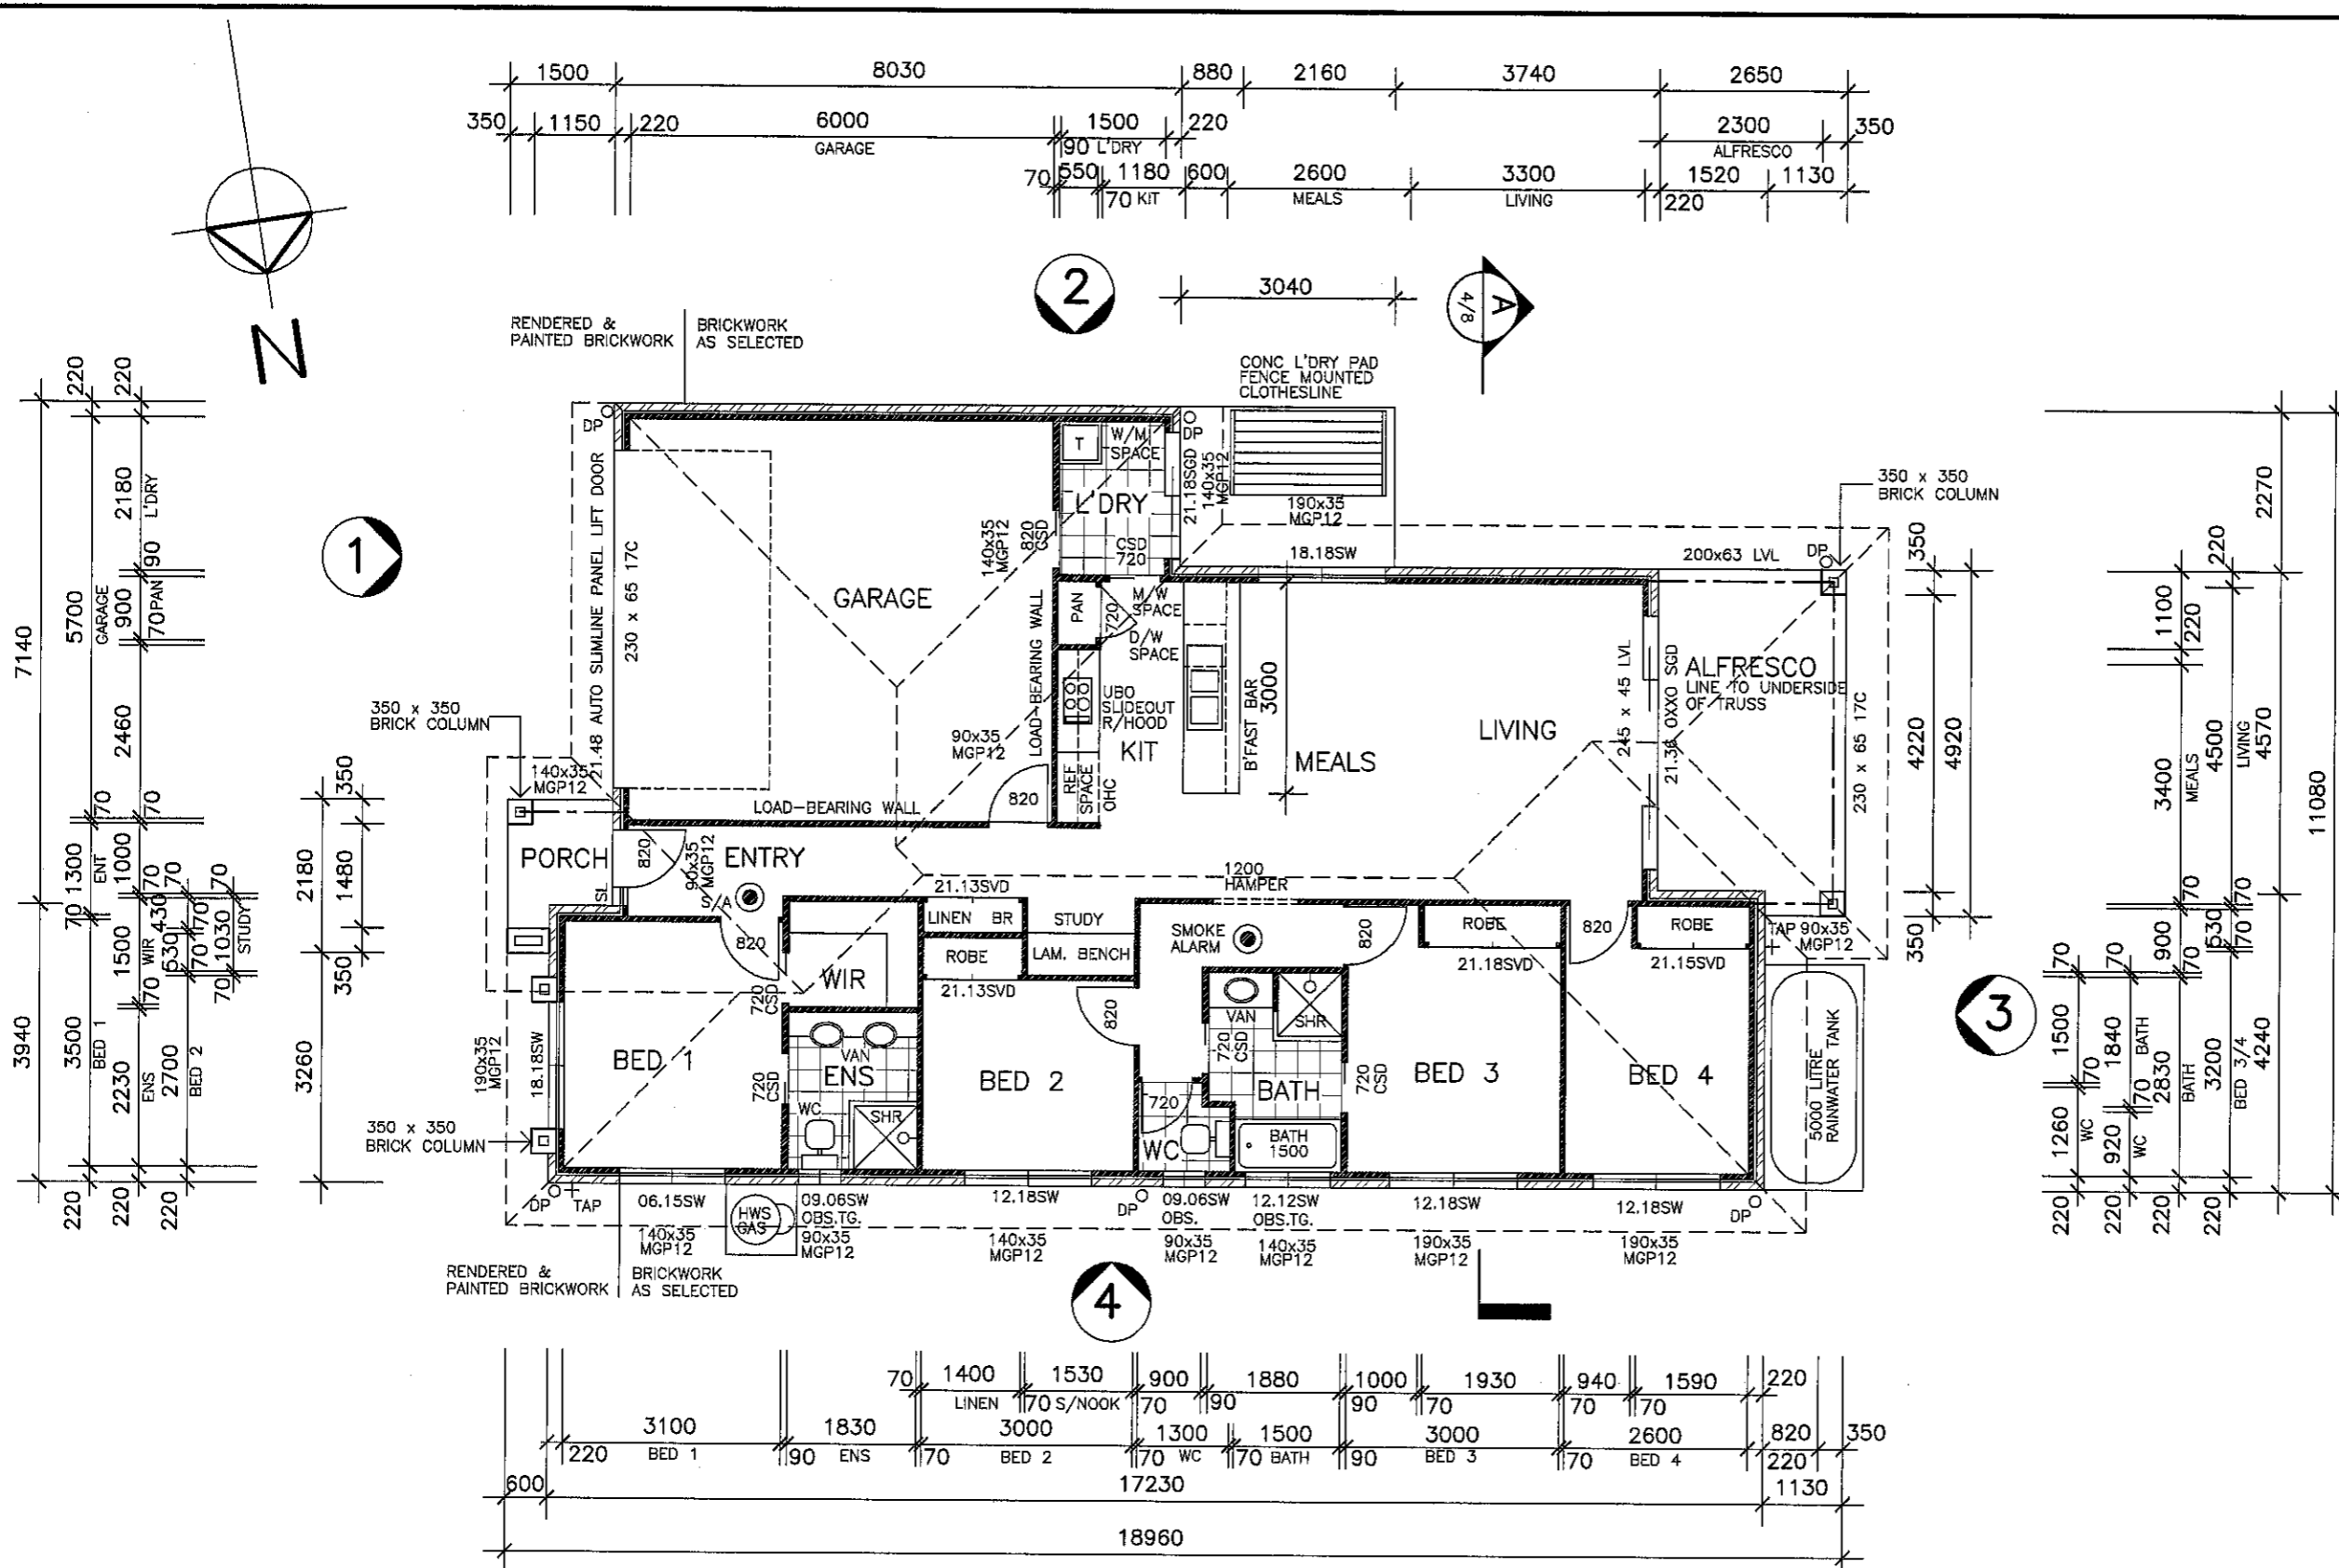 1500 8030 880 2160 3740 2650
350 1150 220 6000 1500 220 2300 350
GARAGE 90 L'DRY ALFRESCO
70 550 1180 600 2600 3300 1520 1130
70 KIT MEALS LIVING 220
N
2
3040
A
4/8
RENDERED &
PAINTED BRICKWORK
BRICKWORK
AS SELECTED
CONC L'DRY PAD
FENCE MOUNTED
CLOTHESLINE
7140
3940
220
5700
GARAGE
70
1300
ENT
70
3500
BED 1
220
220
2180
L'DRY
90
900
70 PAN
2460
70
1000
70
1500
WIR
70
2230
ENS
220
430
70
530
70
2700
BED 2
220
70
1030
STUDY
70
2180
3260
350
1480
350
1
350 x 350
BRICK COLUMN
140x35
MGP12
PORCH
SL
DP
21.48 AUTO SLIMLINE PANEL LIFT DOOR
230 x 65 17C
GARAGE
LOAD-BEARING WALL
LOAD-BEARING WALL
90x35
MGP12
140x35
MGP12
820
CSD
820
T
W/M
SPACE
L'DRY
CSD
720
DP
21.18SGD
140x35
MGP12
190x35
MGP12
18.18SW
PAN
720
M/W
SPACE
D/W
SPACE
UBO
SLIDEOUT
R/HOOD
KIT
REF
SPACE
OHC
B'FAST BAR
3000
MEALS
LIVING
245 x 45 LVL
21.36 OXXO SGD
200x63 LVL
DP
ALFRESCO
LINE TO UNDERSIDE
OF TRUSS
230 x 65 17C
350 x 350
BRICK COLUMN
820
90x35
MGP12
ENTRY
S/A
820
21.13SVD
LINEN BR
STUDY
ROBE
LAM. BENCH
21.13SVD
1200
HAMPER
SMOKE
ALARM
820
ROBE
21.18SVD
820
ROBE
21.15SVD
TAP 90x35
MGP12
WIR
720
CSD
190x35
MGP12
18.18SW
BED 1
720
CSD
VAN
ENS
WC
SHR
BED 2
820
VAN
SHR
720
CSD
BATH
720
WC
BATH
1500
720
CSD
BED 3
BED 4
5000 LITRE
RAINWATER TANK
350 x 350
BRICK COLUMN
DP TAP
06.15SW
140x35
MGP12
HWS
GAS
09.06SW
OBS.TG.
90x35
MGP12
12.18SW
140x35
MGP12
DP
09.06SW
OBS.
90x35
MGP12
12.12SW
OBS.TG.
140x35
MGP12
12.18SW
190x35
MGP12
12.18SW
190x35
MGP12
DP
RENDERED &
PAINTED BRICKWORK
BRICKWORK
AS SELECTED
4
3
350
4220
350
4920
70
1500
70
1260
WC
220
70
1840
BATH
70
920
WC
220
1100
220
3400
MEALS
70
900
70
2830
BATH
220
220
4500
LIVING
70
530
70
3200
BED 3/4
220
2270
4570
4240
11080
70 1400 1530 900 1880 1000 1930 940 1590 220
LINEN 70 S/NOOK 70 90 90 70 70 70
3100 1830 3000 1300 1500 3000 2600 820 350
220 BED 1 90 ENS 70 BED 2 70 WC 70 BATH 90 BED 3 70 BED 4 220
600 17230 1130
18960